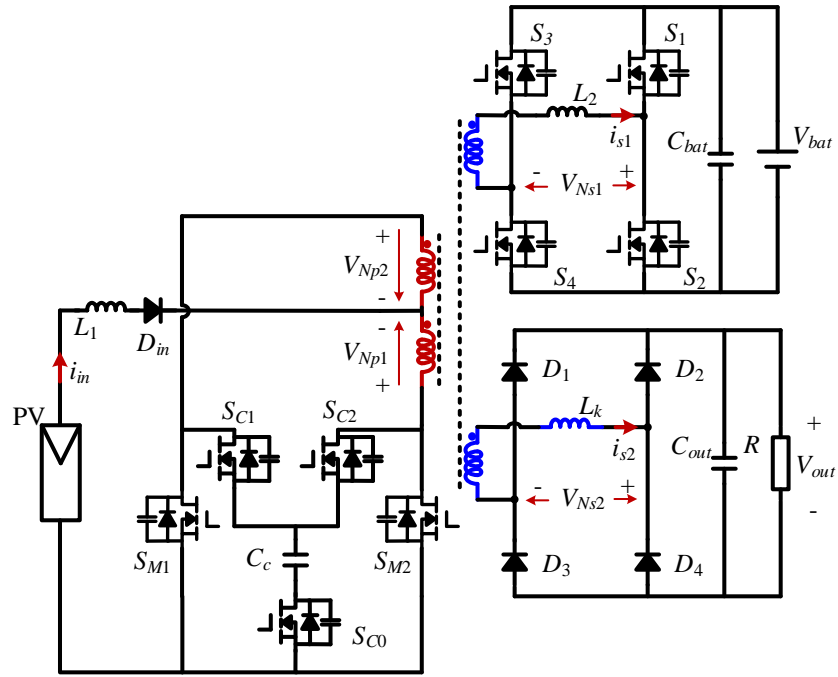 S3 S1
L2
is1
Cbat Vbat
- VNs1 +
S4 S2
+
VNp2
-
-
VNp1
+
L1 Din
iin
PV
SC1 SC2
SM1 Cc SM2
SC0
D1 D2
Lk
is2
Cout R
+
Vout
-
- VNs2 +
D3 D4